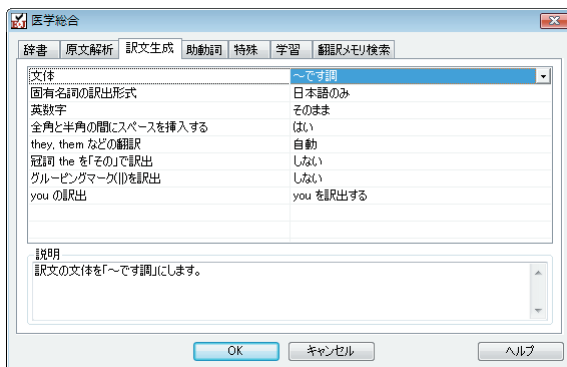 医学総合
辞書 原文解析 訳文生成 助動詞 特殊 学習 翻訳メモリ検索
文体 ～です調
固有名詞の訳出形式 日本語のみ
英数字 そのまま
全角と半角の間にスペースを挿入する はい
they, them などの翻訳 自動
冠詞 the を「その」で訳出 しない
グルーピングマーク(||)を訳出 しない
you の訳出 you を訳出する
説明
訳文の文体を「～です調」にします。
OK キャンセル ヘルプ